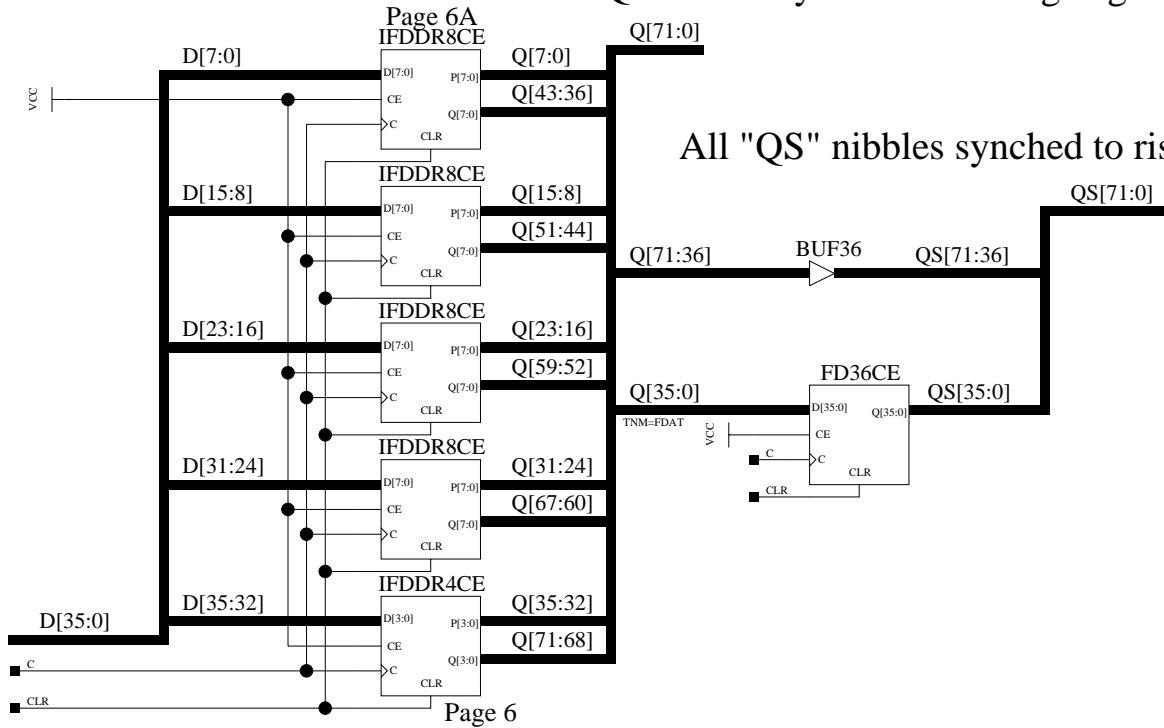 Page 6A
IFDDR8CE
D[7:0]
D[7:0]
CE
C
CLR
P[7:0]
Q[7:0]
Q[7:0]
Q[43:36]
Q[71:0]
VCC
All "QS" nibbles synched to
IFDDR8CE
D[15:8]
D[7:0]
CE
C
CLR
P[7:0]
Q[7:0]
Q[15:8]
Q[51:44]
QS[71:0]
Q[71:36]
BUF36
QS[71:36]
IFDDR8CE
D[23:16]
D[7:0]
CE
C
CLR
P[7:0]
Q[7:0]
Q[23:16]
Q[59:52]
Q[35:0]
TNM=FDAT
FD36CE
D[35:0]
Q[35:0]
CE
C
CLR
QS[35:0]
VCC
C
CLR
IFDDR8CE
D[31:24]
D[7:0]
CE
C
CLR
P[7:0]
Q[7:0]
Q[31:24]
Q[67:60]
IFDDR4CE
D[35:32]
D[3:0]
CE
C
CLR
P[3:0]
Q[3:0]
Q[35:32]
Q[71:68]
D[35:0]
C
CLR
Page 6